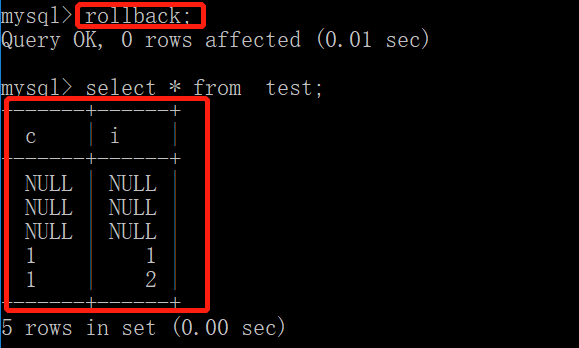 mysql> rollback;
Query OK, 0 rows affected (0.01 sec)
mysql> select * from  test;
+------+------+
| c    | i    |
+------+------+
| NULL | NULL |
| NULL | NULL |
| NULL | NULL |
| 1    |    1 |
| 1    |    2 |
+------+------+
5 rows in set (0.00 sec)